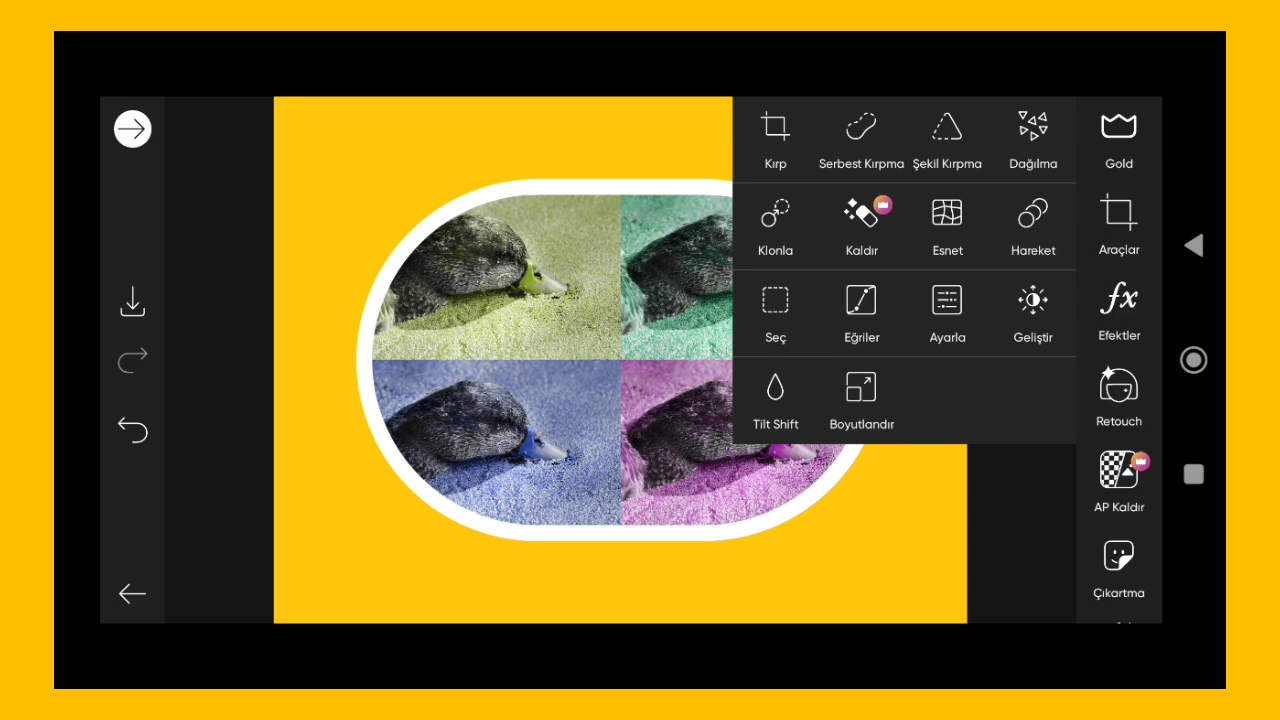 Kırp
Serbest Kırpma
Şekil Kırpma
Dağılma
Gold
Klonla
Kaldır
Esnet
Hareket
Araçlar
Seç
Eğriler
Ayarla
Geliştir
fx
Efektler
Tilt Shift
Boyutlandır
Retouch
AP Kaldır
Çıkartma